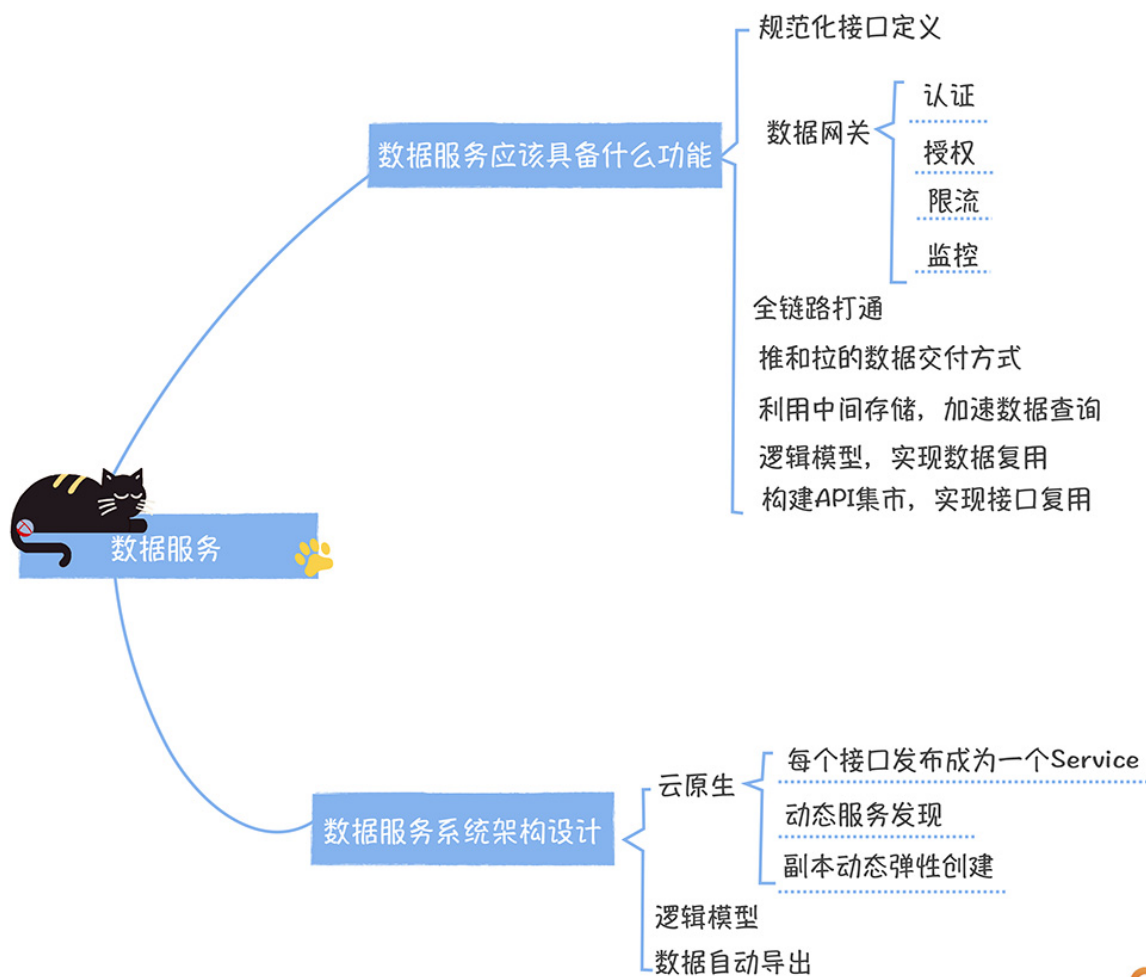 规范化接口定义
认证
数据网关
数据服务应该具备什么功能
授权
限流
监控
全链路打通
推和拉的数据交付方式
利用中间存储，加速数据查询
逻辑模型，实现数据复用
构建API集市，实现接口复用
数据服务
每个接口发布成为一个Service
云原生
动态服务发现
数据服务系统架构设计
副本动态弹性创建
逻辑模型
数据自动导出